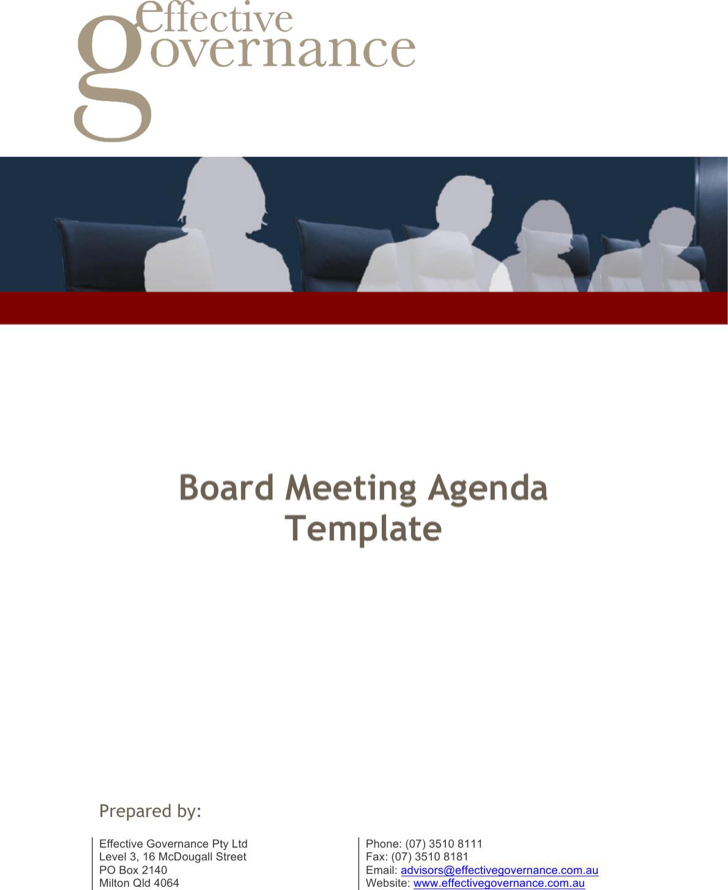 effective
governance
Board Meeting Agenda
Template
Prepared by:
Effective Governance Pty Ltd
Level 3, 16 McDougall Street
PO Box 2140
Milton Qld 4064
Phone: (07) 3510 8111
Fax: (07) 3510 8181
Email: advisors@effectivegovernance.com.au
Website: www.effectivegovernance.com.au